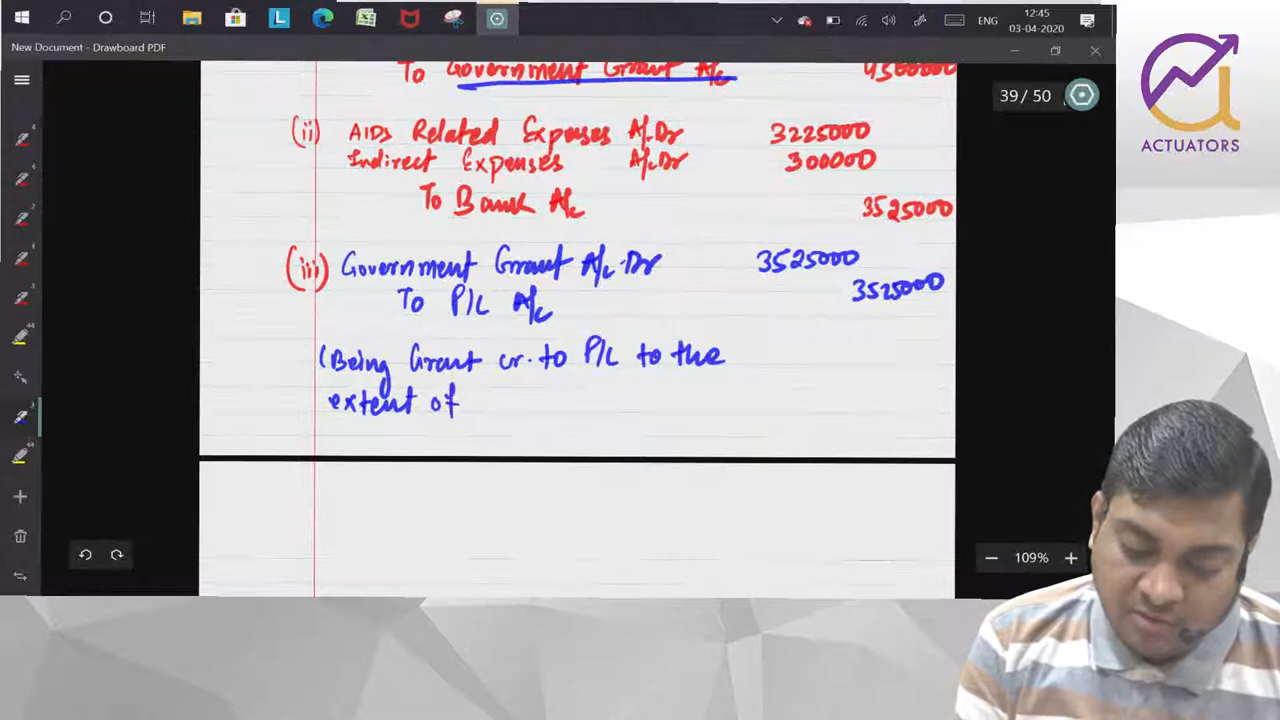 ENG
12:45
03-04-2020
New Document - Drawboard PDF
39 / 50
ACTUATORS
To Government Grant A/c 4500000
(ii) AIDs Related Expenses A/c Dr 3225000
Indirect Expenses A/c Dr 300000
To Bank A/c 3525000
(iii) Government Grant A/c Dr 3525000
To P/L A/c 3525000
(Being Grant cr. to P/L to the
extent of
109%